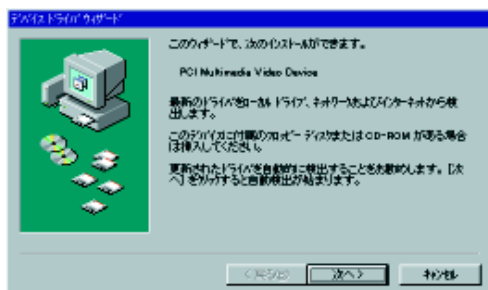 デバイス ドライバ ウィザード
このウィザードで、次のインストールができます。
PCI Multimedia Video Device
最新のドライバをローカル ドライブ、ネットワークおよびインターネットから検
出します。
このデバイスに付属のフロッピー ディスクまたは CD-ROM がある場合
は挿入してください。
更新されたドライバを自動的に検出することをお勧めします。[次
へ] をクリックすると自動検出が始まります。
< 戻る(B)
次へ >
キャンセル